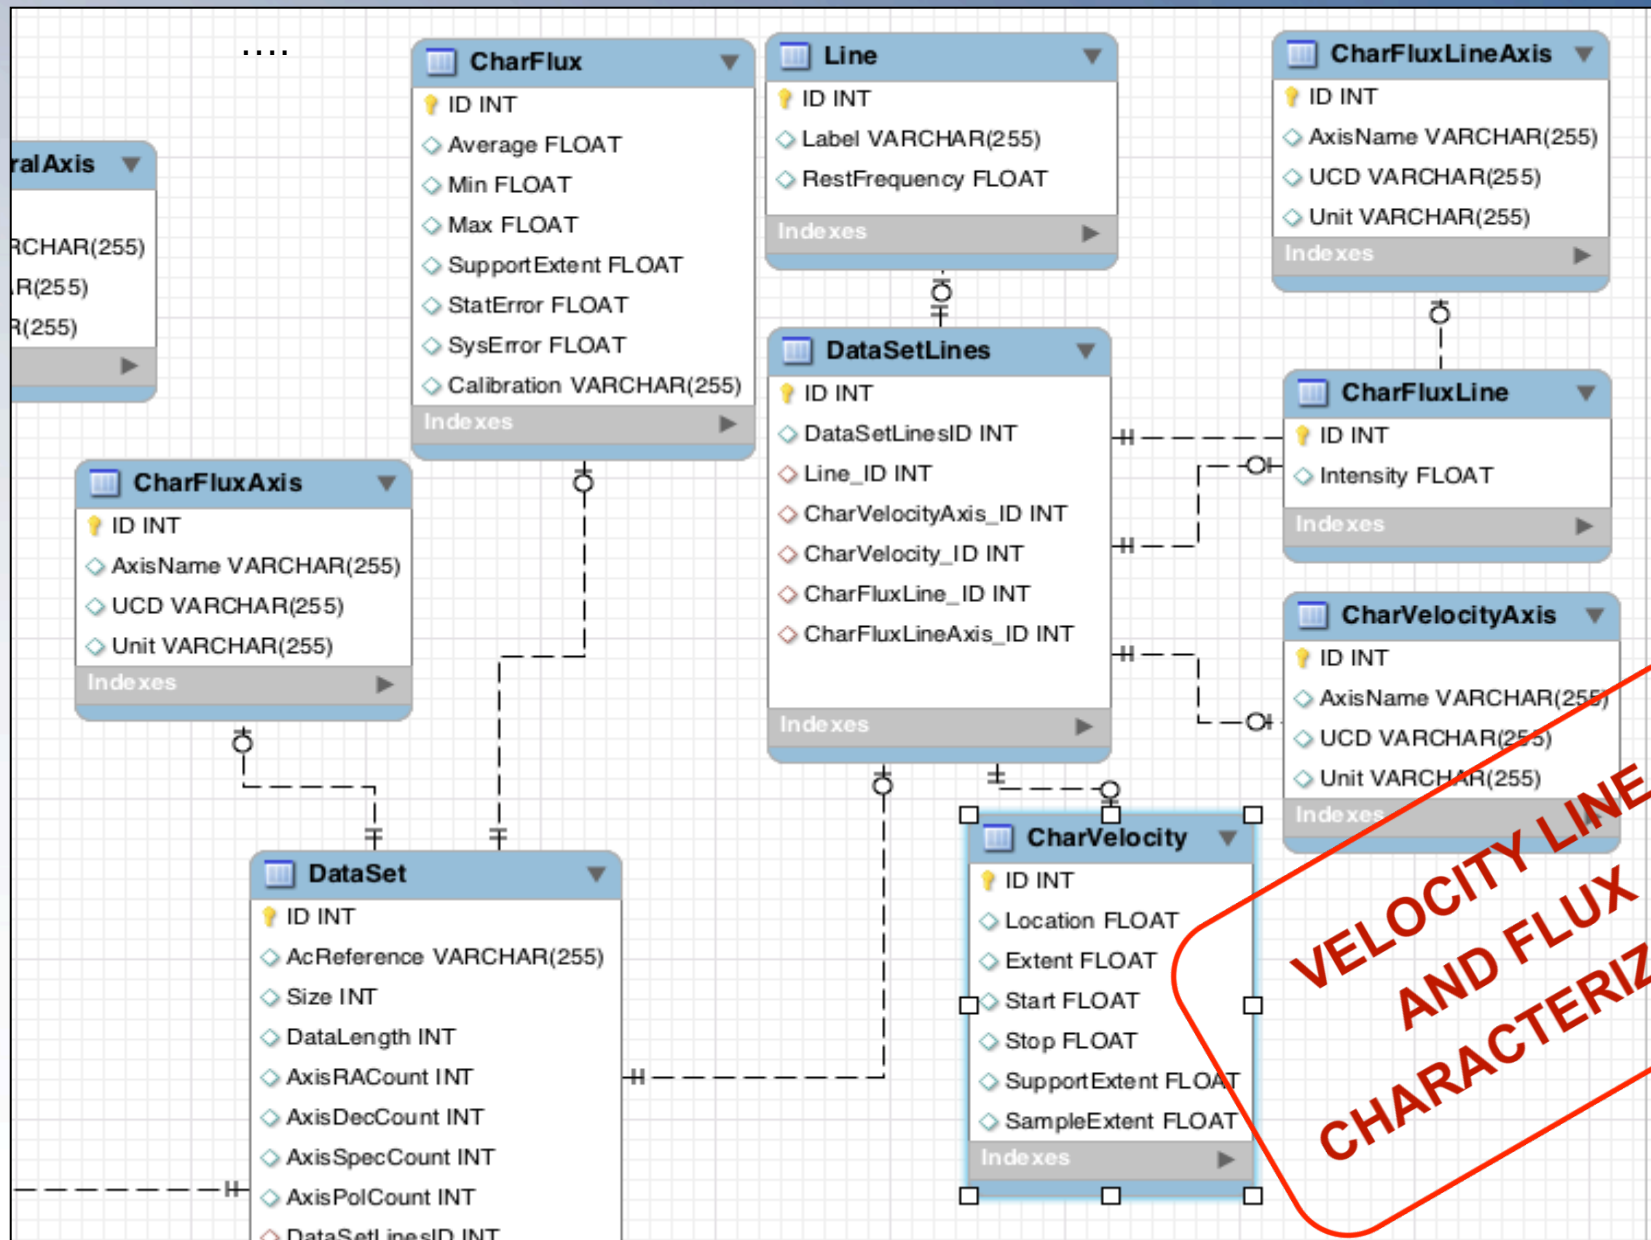 ....
CharFlux
ID INT
Average FLOAT
Min FLOAT
Max FLOAT
SupportExtent FLOAT
StatError FLOAT
SysError FLOAT
Calibration VARCHAR(255)
Indexes
Line
ID INT
Label VARCHAR(255)
RestFrequency FLOAT
Indexes
CharFluxLineAxis
ID INT
AxisName VARCHAR(255)
UCD VARCHAR(255)
Unit VARCHAR(255)
Indexes
ralAxis
RCHAR(255)
R(255)
R(255)
DataSetLines
ID INT
DataSetLinesID INT
Line_ID INT
CharVelocityAxis_ID INT
CharVelocity_ID INT
CharFluxLine_ID INT
CharFluxLineAxis_ID INT
Indexes
CharFluxLine
ID INT
Intensity FLOAT
Indexes
CharFluxAxis
ID INT
AxisName VARCHAR(255)
UCD VARCHAR(255)
Unit VARCHAR(255)
Indexes
CharVelocityAxis
ID INT
AxisName VARCHAR(255)
UCD VARCHAR(255)
Unit VARCHAR(255)
Indexes
DataSet
ID INT
AcReference VARCHAR(255)
Size INT
DataLength INT
AxisRACount INT
AxisDecCount INT
AxisSpecCount INT
AxisPolCount INT
DataSetLinesID INT
CharVelocity
ID INT
Location FLOAT
Extent FLOAT
Start FLOAT
Stop FLOAT
SupportExtent FLOAT
SampleExtent FLOAT
Indexes
VELOCITY LINE
AND FLUX
CHARACTERIZ